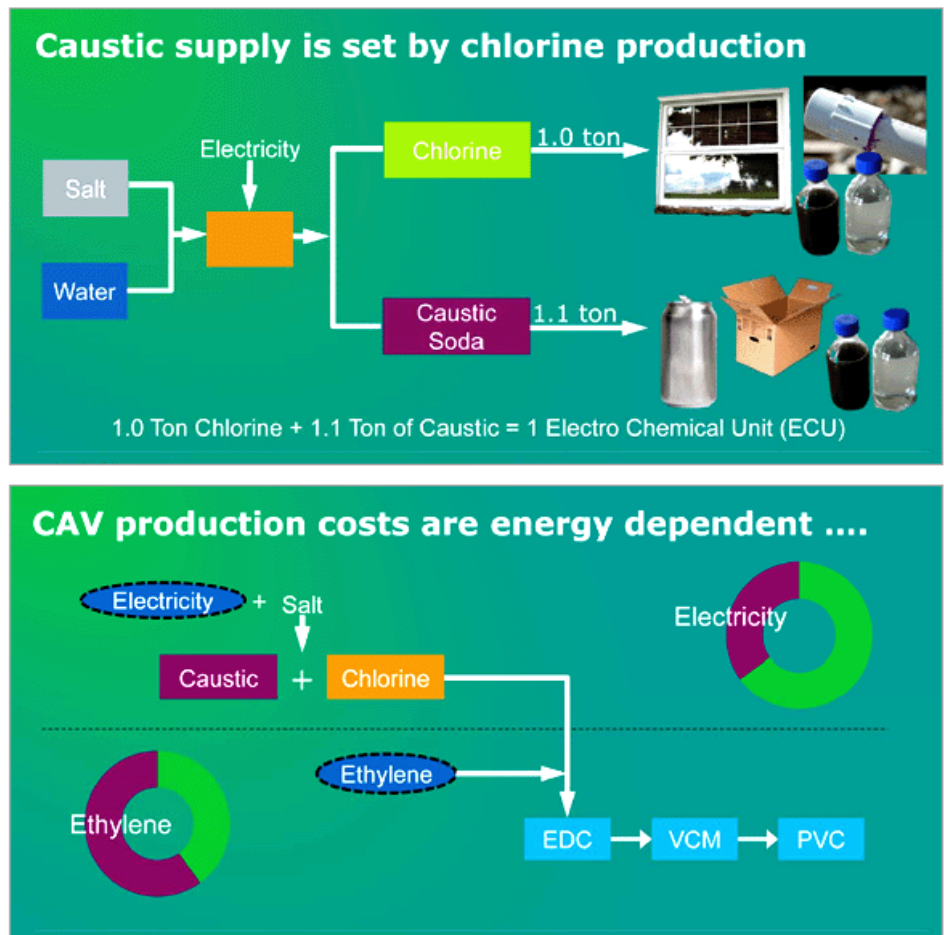 Caustic supply is set by chlorine production
Electricity
Salt
Water
Chlorine
1.0 ton
Caustic
Soda
1.1 ton
1.0 Ton Chlorine + 1.1 Ton of Caustic = 1 Electro Chemical Unit (ECU)
CAV production costs are energy dependent ....
Electricity + Salt
Electricity
Caustic + Chlorine
Ethylene
Ethylene
EDC
VCM
PVC